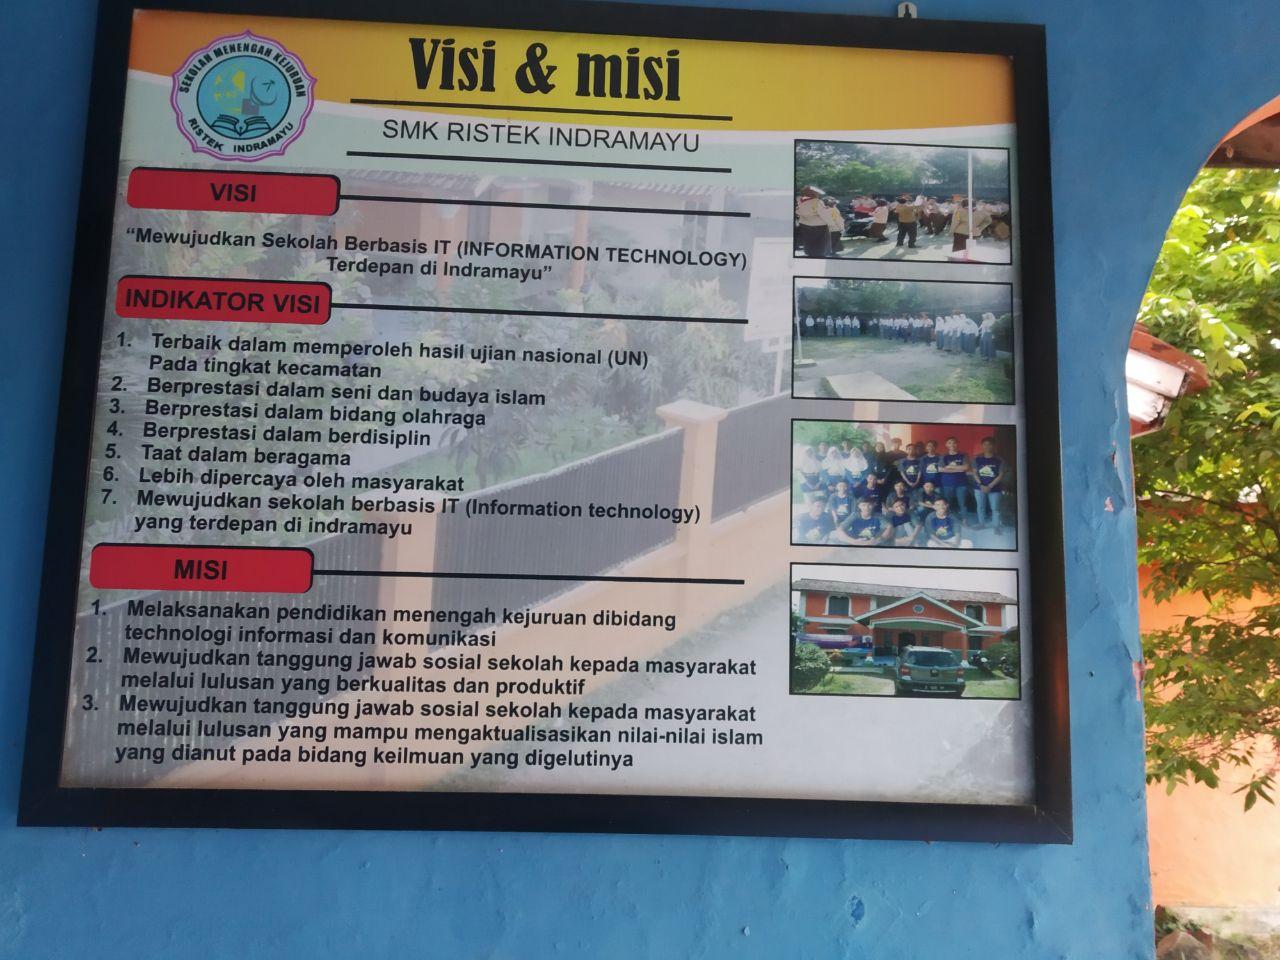 SEKOLAH MENENGAH KEJURUAN
RISTEK INDRAMAYU
Visi & misi
SMK RISTEK INDRAMAYU
VISI
“Mewujudkan Sekolah Berbasis IT (INFORMATION TECHNOLOGY)
Terdepan di Indramayu”
INDIKATOR VISI
1. Terbaik dalam memperoleh hasil ujian nasional (UN)
Pada tingkat kecamatan
2. Berprestasi dalam seni dan budaya islam
3. Berprestasi dalam bidang olahraga
4. Berprestasi dalam berdisiplin
5. Taat dalam beragama
6. Lebih dipercaya oleh masyarakat
7. Mewujudkan sekolah berbasis IT (Information technology)
yang terdepan di indramayu
MISI
1. Melaksanakan pendidikan menengah kejuruan dibidang
technologi informasi dan komunikasi
2. Mewujudkan tanggung jawab sosial sekolah kepada masyarakat
melalui lulusan yang berkualitas dan produktif
3. Mewujudkan tanggung jawab sosial sekolah kepada masyarakat
melalui lulusan yang mampu mengaktualisasikan nilai-nilai islam
yang dianut pada bidang keilmuan yang digelutinya